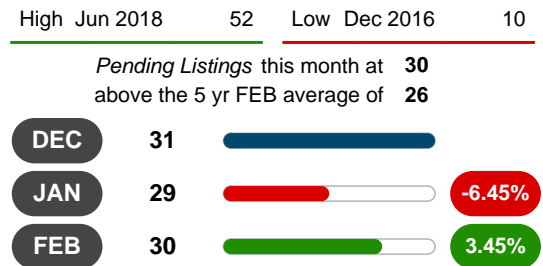 High Jun 2018 52 Low Dec 2016 10
Pending Listings this month at 30
above the 5 yr FEB average of 26
DEC 31
JAN 29 -6.45%
FEB 30 3.45%